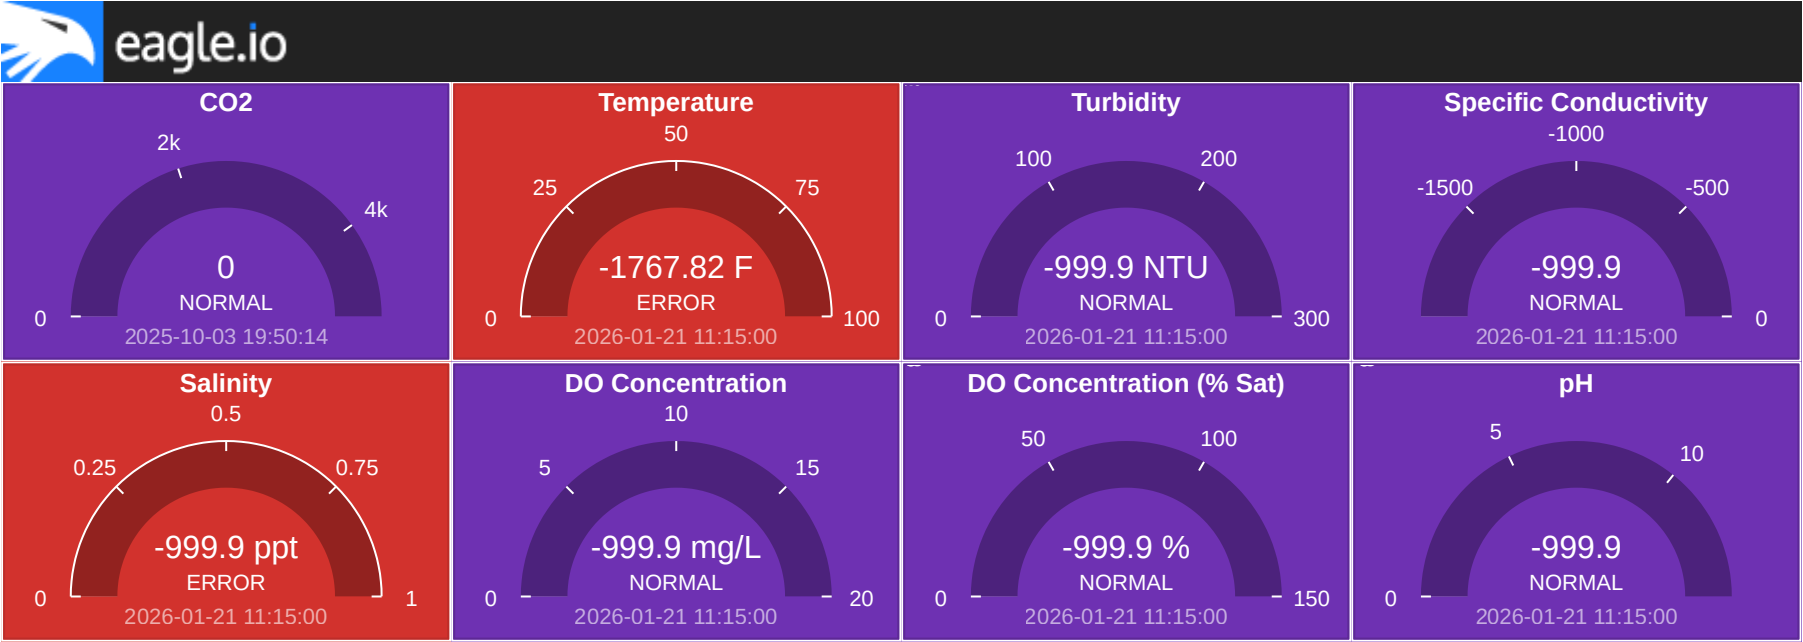 eagle.io
CO2
2k
4k
0
NORMAL
0
2025-10-03 19:50:14
Temperature
50
25
75
-1767.82 F
ERROR
0
100
2026-01-21 11:15:00
Turbidity
100
200
-999.9 NTU
NORMAL
0
300
2026-01-21 11:15:00
Specific Conductivity
-1000
-1500
-500
-999.9
NORMAL
0
2026-01-21 11:15:00
Salinity
0.5
0.25
0.75
-999.9 ppt
ERROR
0
1
2026-01-21 11:15:00
DO Concentration
10
5
15
-999.9 mg/L
NORMAL
0
20
2026-01-21 11:15:00
DO Concentration (% Sat)
50
100
-999.9 %
NORMAL
0
150
2026-01-21 11:15:00
pH
5
10
-999.9
NORMAL
0
2026-01-21 11:15:00